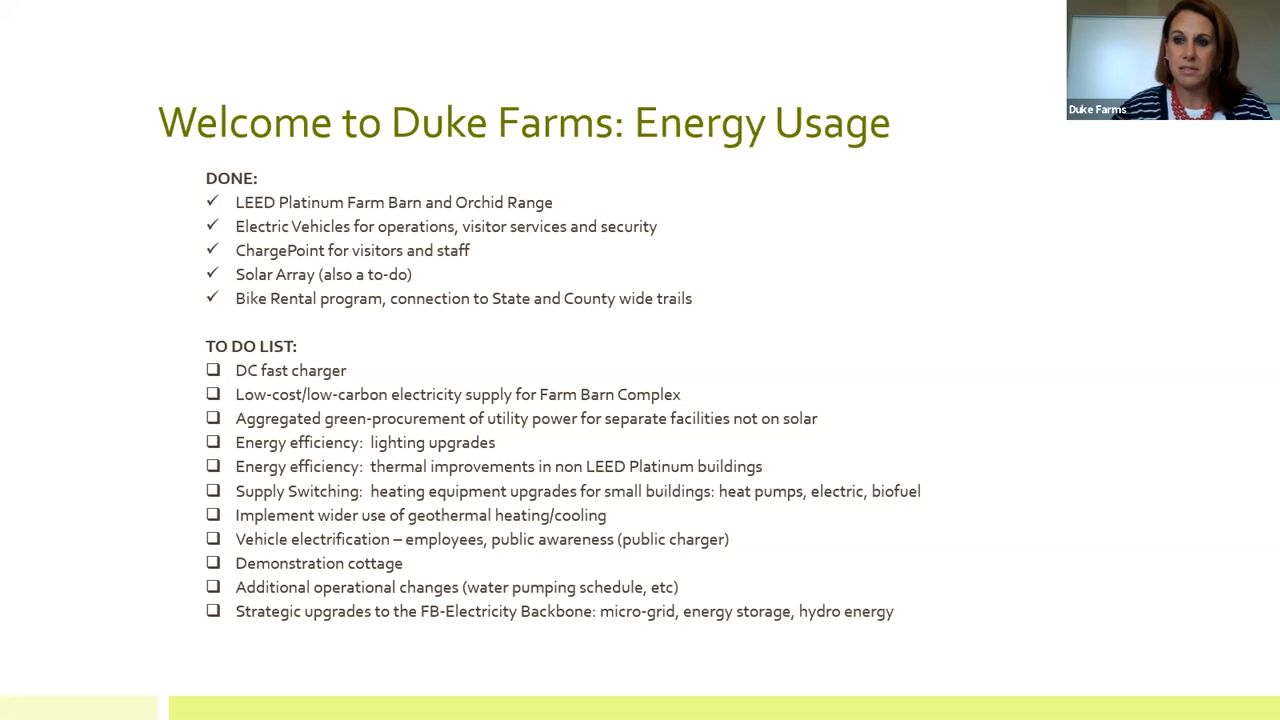 Duke Farms
Welcome to Duke Farms: Energy Usage
DONE:
✓ LEED Platinum Farm Barn and Orchid Range
✓ Electric Vehicles for operations, visitor services and security
✓ ChargePoint for visitors and staff
✓ Solar Array (also a to-do)
✓ Bike Rental program, connection to State and County wide trails
TO DO LIST:
❑ DC fast charger
❑ Low-cost/low-carbon electricity supply for Farm Barn Complex
❑ Aggregated green-procurement of utility power for separate facilities not on solar
❑ Energy efficiency: lighting upgrades
❑ Energy efficiency: thermal improvements in non LEED Platinum buildings
❑ Supply Switching: heating equipment upgrades for small buildings: heat pumps, electric, biofuel
❑ Implement wider use of geothermal heating/cooling
❑ Vehicle electrification – employees, public awareness (public charger)
❑ Demonstration cottage
❑ Additional operational changes (water pumping schedule, etc)
❑ Strategic upgrades to the FB-Electricity Backbone: micro-grid, energy storage, hydro energy